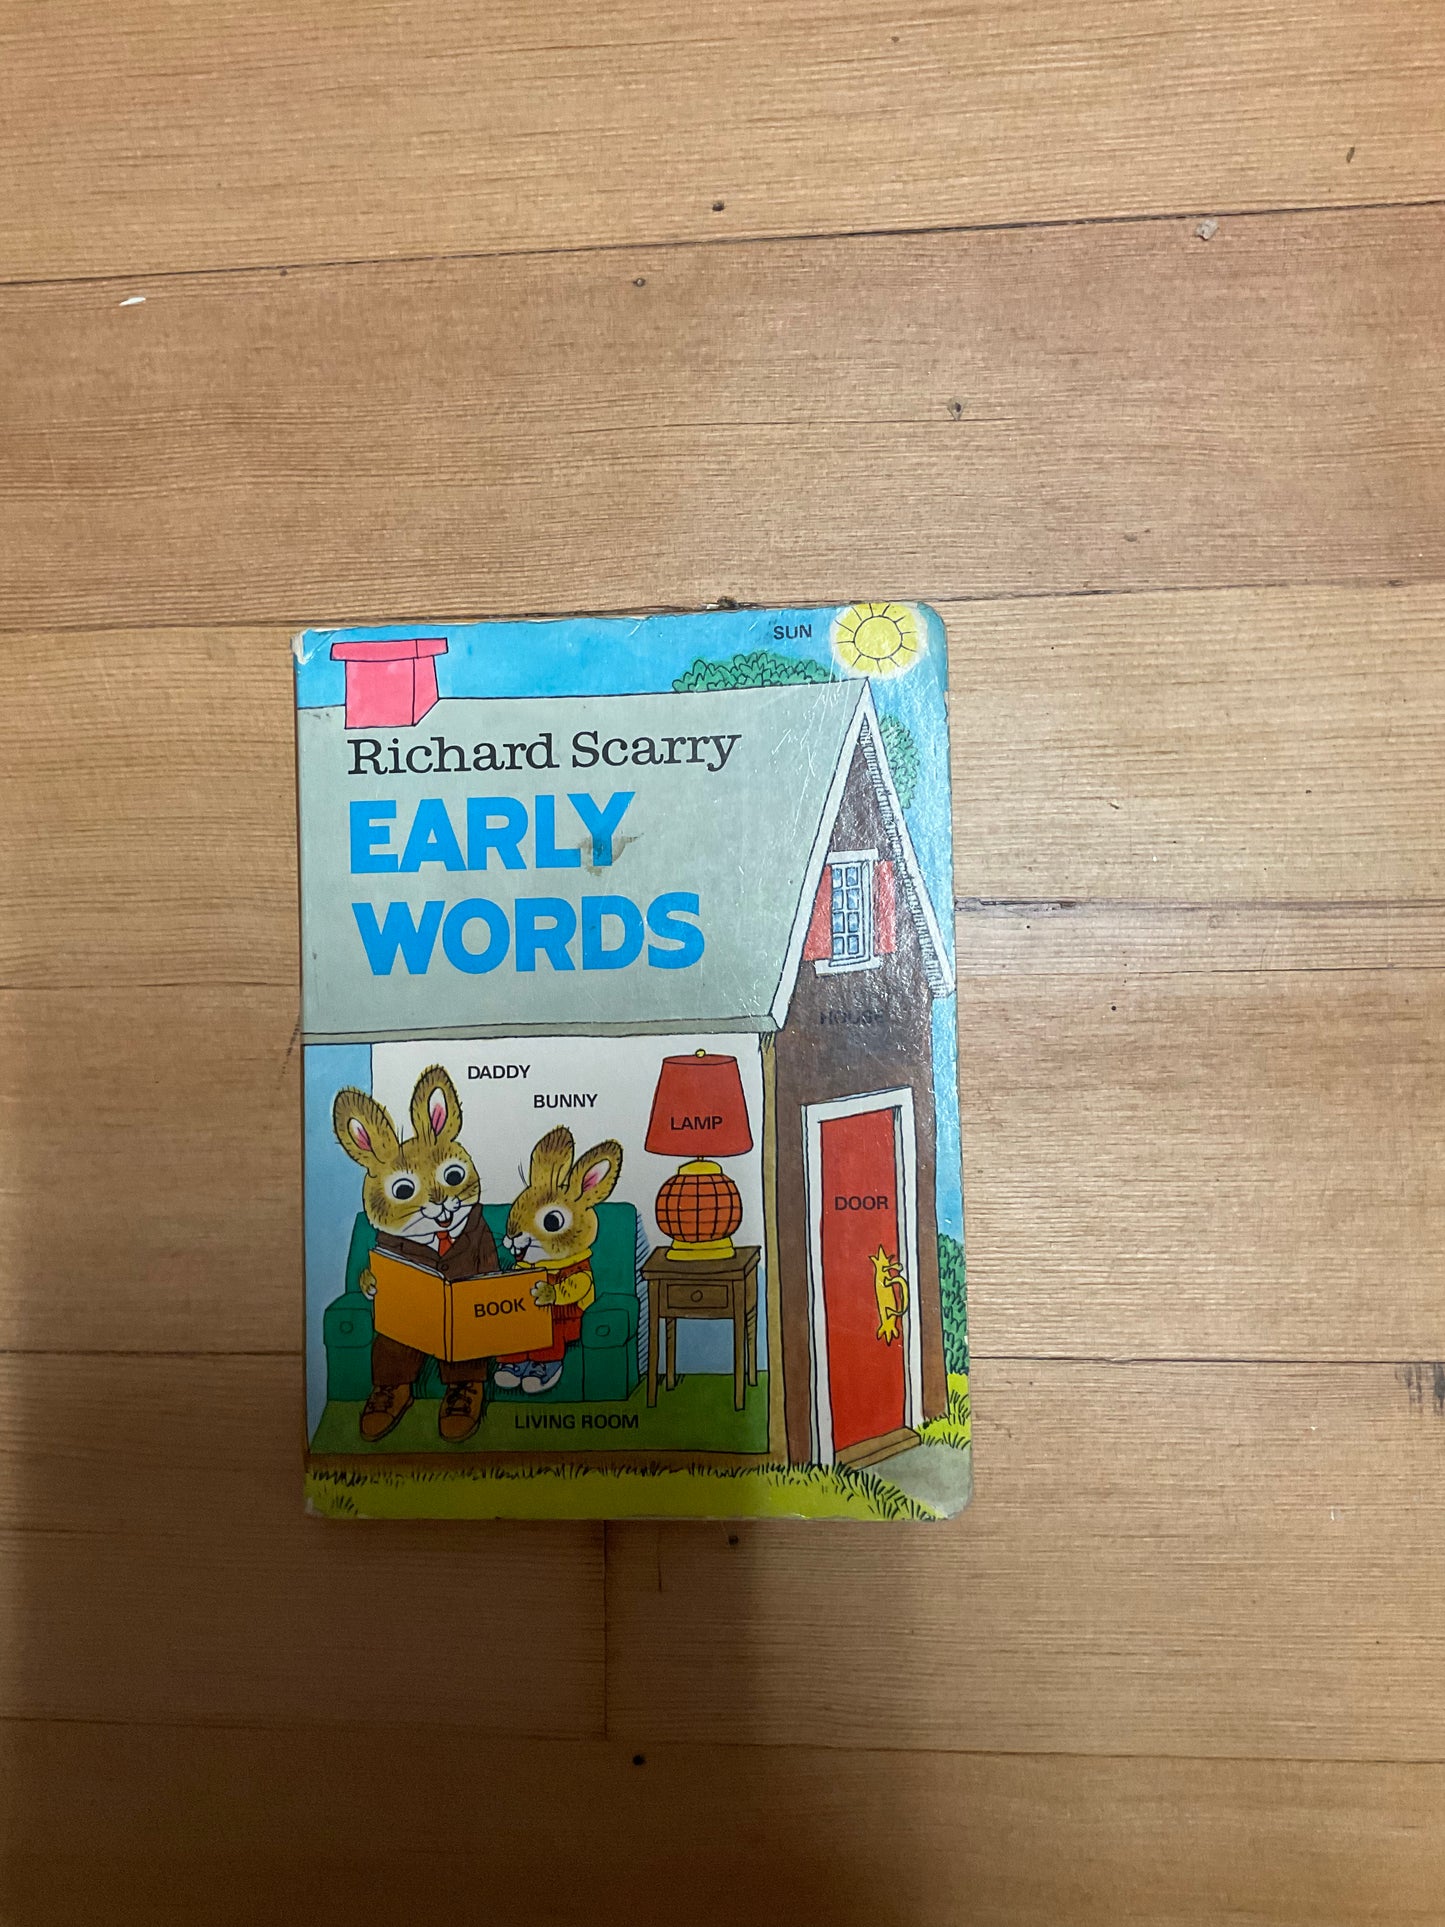 SUN
Richard Scarry
EARLY
WORDS
HOUSE
DADDY
BUNNY
LAMP
DOOR
BOOK
LIVING ROOM